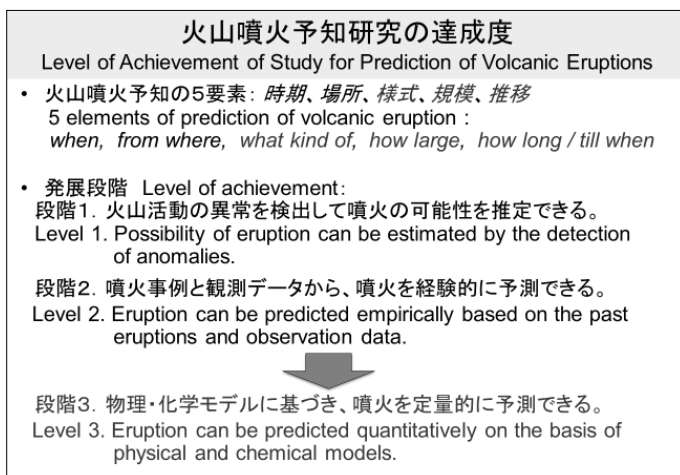 火山噴火予知研究の達成度
Level of Achievement of Study for Prediction of Volcanic Eruptions
• 火山噴火予知の5要素: 時期、場所、様式、規模、推移
5 elements of prediction of volcanic eruption :
when, from where, what kind of, how large, how long / till when
• 発展段階 Level of achievement:
段階1. 火山活動の異常を検出して噴火の可能性を推定できる。
Level 1. Possibility of eruption can be estimated by the detection
of anomalies.
段階2. 噴火事例と観測データから、噴火を経験的に予測できる。
Level 2. Eruption can be predicted empirically based on the past
eruptions and observation data.
段階3. 物理・化学モデルに基づき、噴火を定量的に予測できる。
Level 3. Eruption can be predicted quantitatively on the basis of
physical and chemical models.